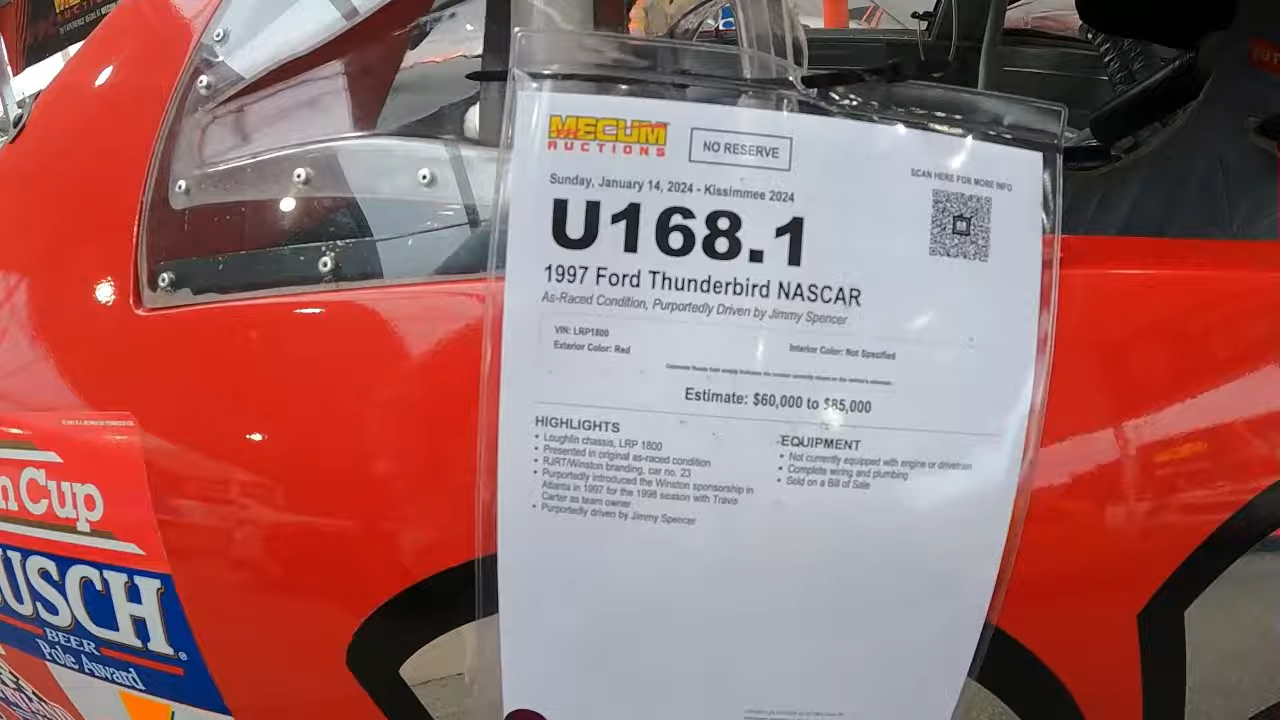 MECUM
AUCTIONS
NO RESERVE
SCAN HERE FOR MORE INFO
Sunday, January 14, 2024 - Kissimmee 2024
U168.1
1997 Ford Thunderbird NASCAR
As-Raced Condition, Purportedly Driven by Jimmy Spencer
VIN: LRP1800
Interior Color: Not Specified
Exterior Color: Red
Estimate: $60,000 to $85,000
HIGHLIGHTS
• Loughlin chassis, LRP 1800
• Presented in original as-raced condition
• RJRT/Winston branding, car no. 23
• Purportedly introduced the Winston sponsorship in
Atlanta in 1997 for the 1998 season with Travis
Carter as team owner
• Purportedly driven by Jimmy Spencer
EQUIPMENT
• Not currently equipped with engine or drivetrain
• Complete wiring and plumbing
• Sold on a Bill of Sale
n Cup
USCH
BEER
Pole Award